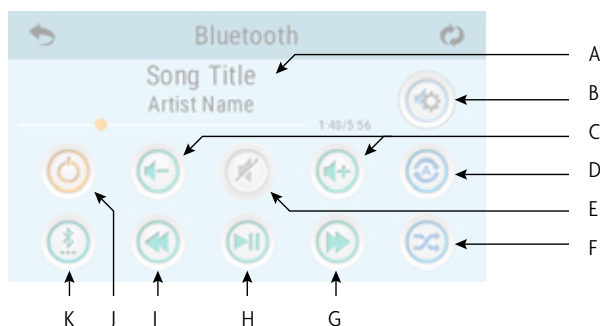 Bluetooth
A
Song Title
B
Artist Name
1:40/5:56
C
A
D
E
F
K J I H G